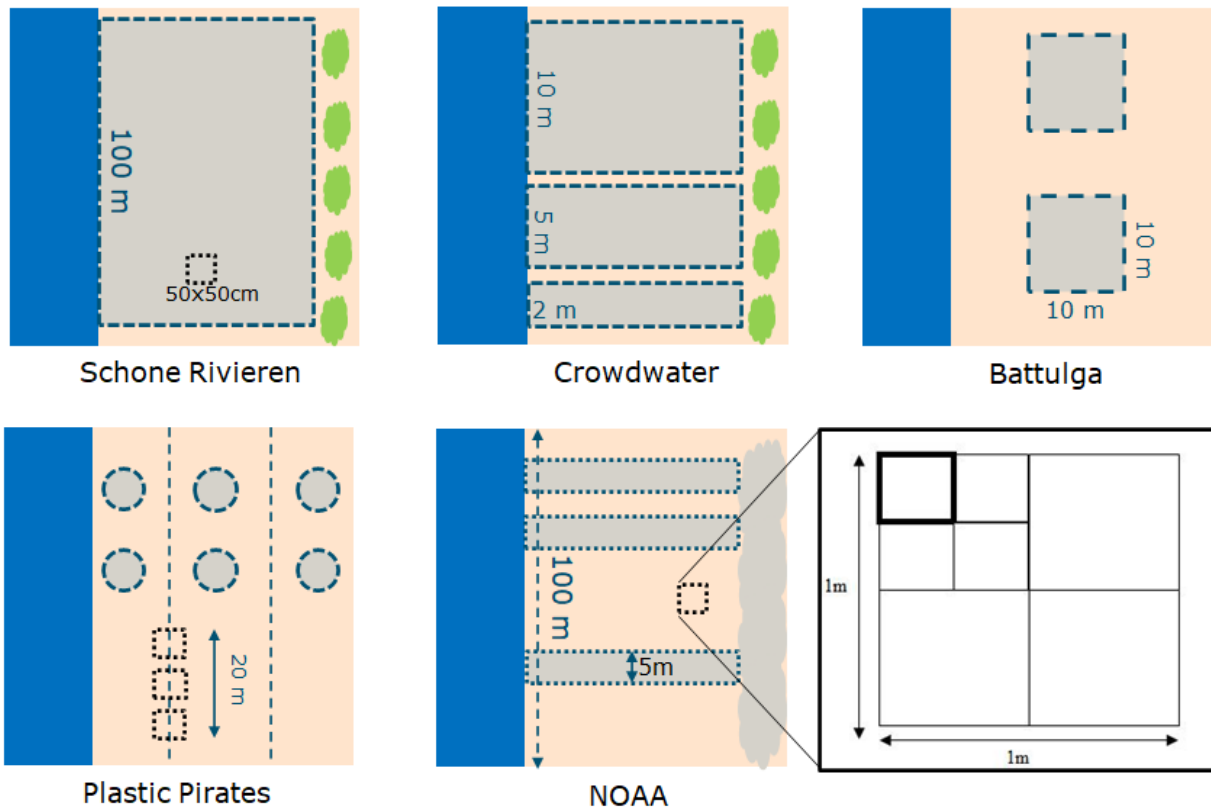 100 m
50x50cm
Schone Rivieren
10 m
5 m
2 m
Crowdwater
10 m
10 m
Battulga
20 m
Plastic Pirates
100 m
5m
NOAA
1m
1m